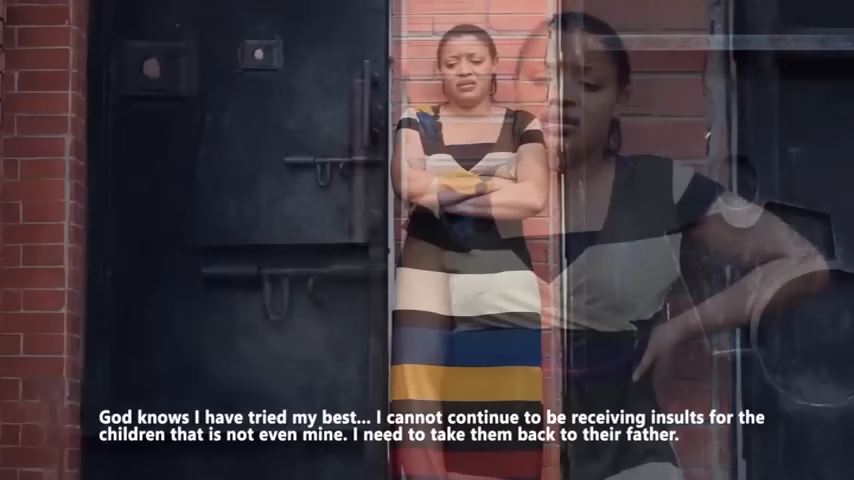 God knows I have tried my best... I cannot continue to be receiving insults for the
children that is not even mine. I need to take them back to their father.